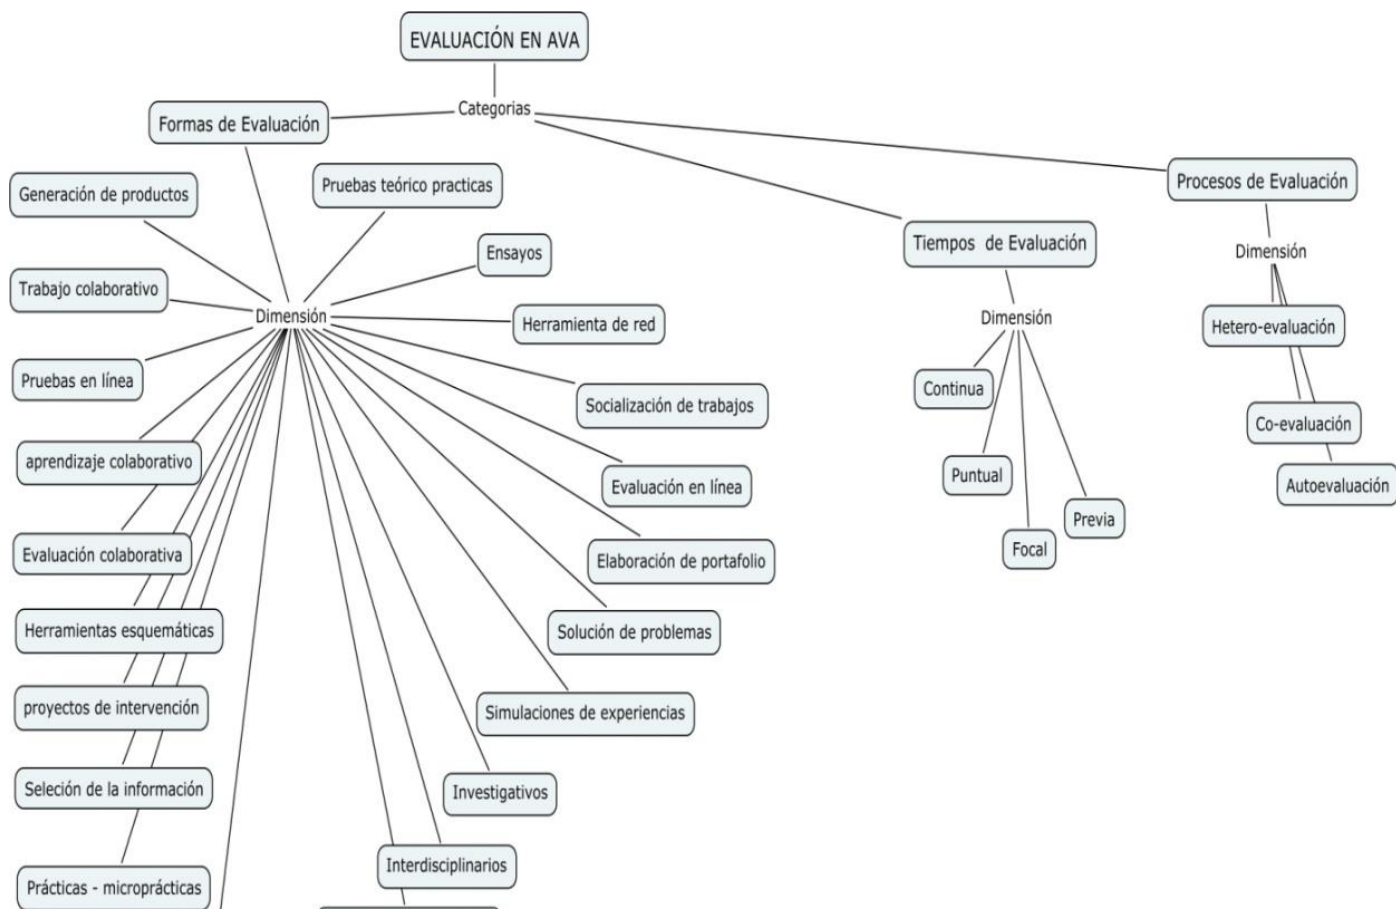 EVALUACIÓN EN AVA
Categorias
Formas de Evaluación
Generación de productos
Pruebas teórico practicas
Ensayos
Trabajo colaborativo
Dimensión
Herramienta de red
Pruebas en línea
Socialización de trabajos
aprendizaje colaborativo
Evaluación en línea
Evaluación colaborativa
Elaboración de portafolio
Herramientas esquemáticas
Solución de problemas
proyectos de intervención
Simulaciones de experiencias
Seleción de la información
Investigativos
Prácticas - microprácticas
Interdisciplinarios
Tiempos de Evaluación
Dimensión
Continua
Puntual
Focal
Previa
Procesos de Evaluación
Dimensión
Hetero-evaluación
Co-evaluación
Autoevaluación